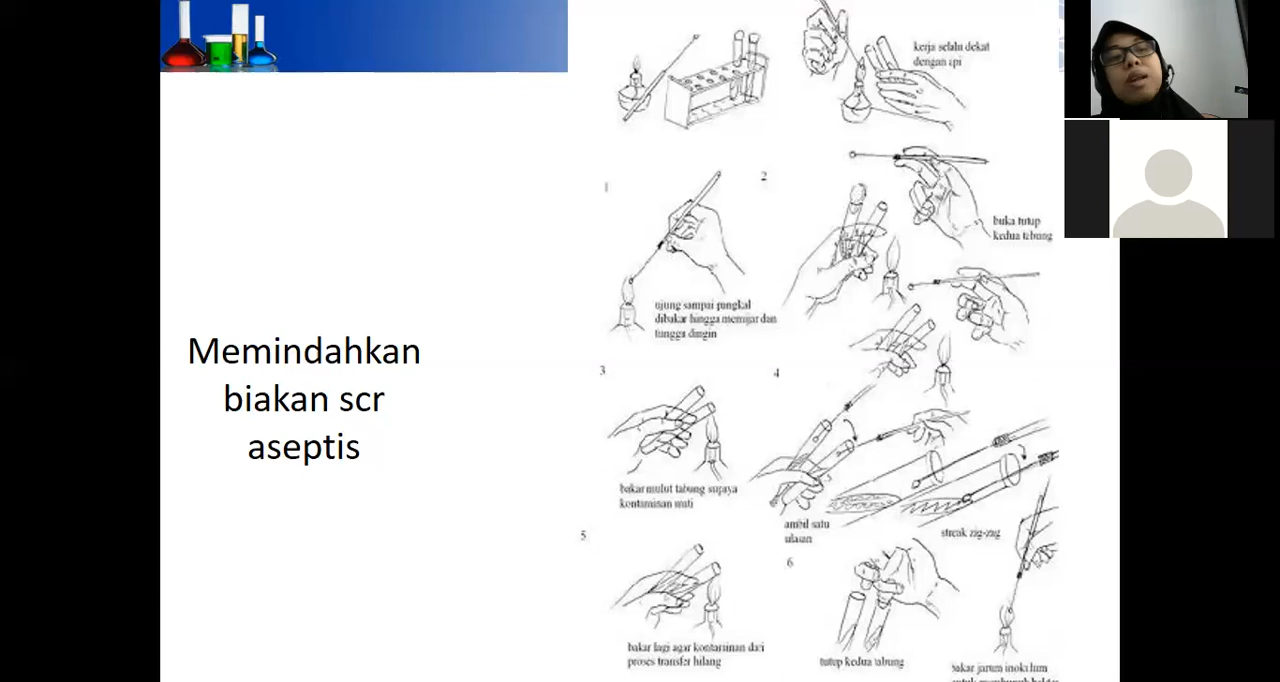 Memindahkan
biakan scr
aseptis
kerja selalu dekat
dengan api
1
2
buka tutup
kedua tabung
ujung sampai pangkal
dibakar hingga memijar dan
tunggu dingin
3
4
bakar mulut tabung supaya
kontaminan mati
ambil satu
ulasan
streak zig-zag
5
6
bakar lagi agar kontaminan dari
proses transfer hilang
tutup kedua tabung
bakar jarum inokulum
untuk membunuh